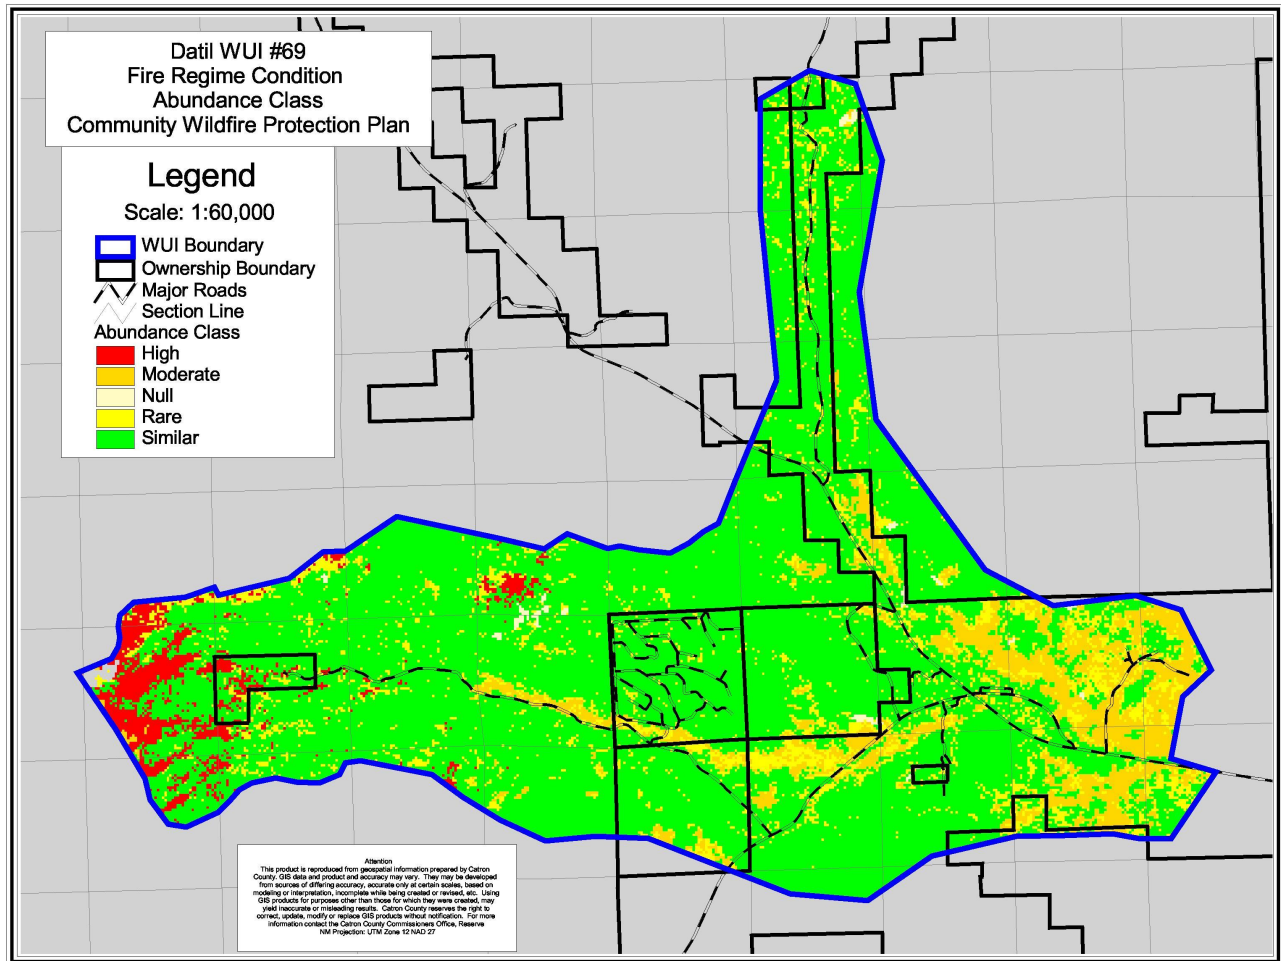 Datil WUI #69
Fire Regime Condition
Abundance Class
Community Wildfire Protection Plan
Legend
Scale: 1:60,000
WUI Boundary
Ownership Boundary
Major Roads
Section Line
Abundance Class
High
Moderate
Null
Rare
Similar
Attention
This product is reproduced from geospatial information prepared by Catron
County. GIS data and product and accuracy may vary. They may be developed
from sources of differing accuracy, accurate only at certain scales, based on
modeling or interpretation, incomplete while being created or revised, etc. Using
GIS products for purposes other than those for which they were created, may
yield inaccurate or misleading results. Catron County reserves the right to
correct, update, modify or replace GIS products without notification. For more
information contact the Catron County Commissioners Office, Reserve
NM Projection: UTM Zone 12 NAD 27